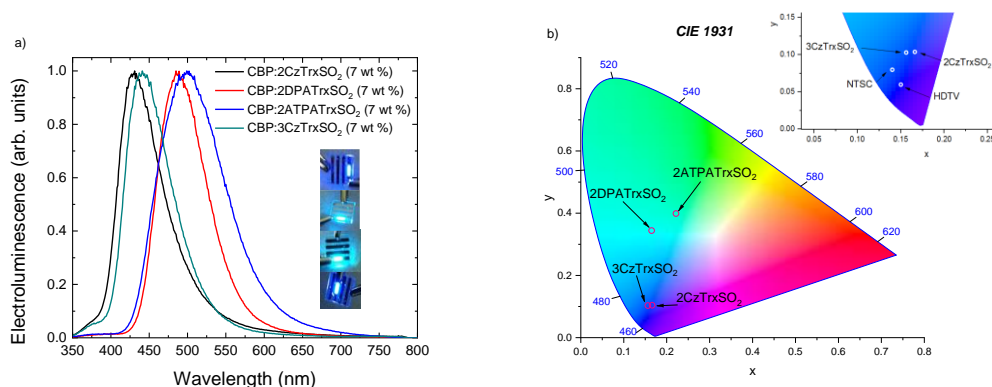 a)
Electroluminescence (arb. units)
1.0
0.8
0.6
0.4
0.2
0.0
350 400 450 500 550 600 650 700 750 800
Wavelength (nm)
CBP:2CzTrxSO₂ (7 wt %)
CBP:2DPATrxSO₂ (7 wt %)
CBP:2ATPATrxSO₂ (7 wt %)
CBP:3CzTrxSO₂ (7 wt %)
b)
CIE 1931
y
0.8
0.6
0.4
0.2
0.0
0.0 0.1 0.2 0.3 0.4 0.5 0.6 0.7 0.8
x
520
540
560
500
580
600
620
480
460
2ATPATrxSO₂
2DPATrxSO₂
3CzTrxSO₂
2CzTrxSO₂
y
0.15
0.10
0.05
0.00
0.05 0.10 0.15 0.20 0.25
x
3CzTrxSO₂
2CzTrxSO₂
NTSC
HDTV